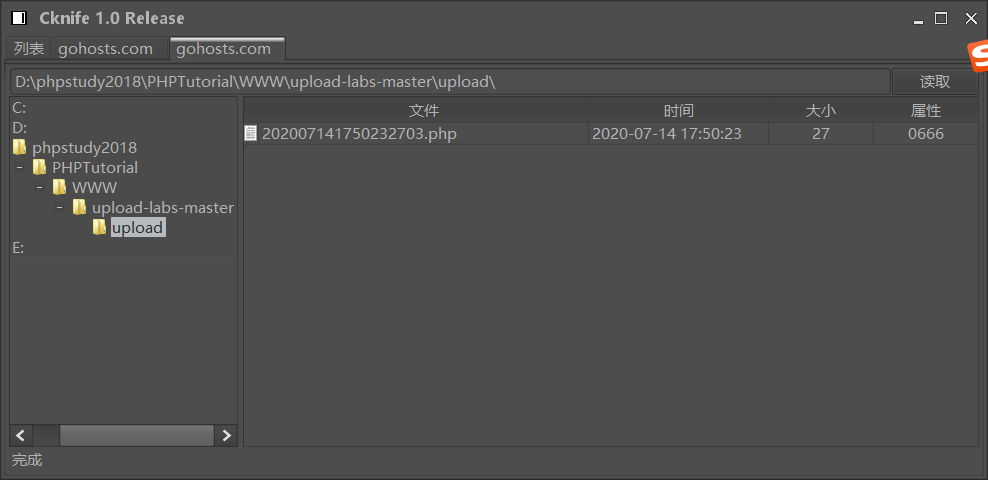 Cknife 1.0 Release
列表 gohosts.com gohosts.com
D:\phpstudy2018\PHPTutorial\WWW\upload-labs-master\upload\ 读取
C:
D:
phpstudy2018
PHPTutorial
WWW
upload-labs-master
upload
E:
文件 时间 大小 属性
202007141750232703.php 2020-07-14 17:50:23 27 0666
完成